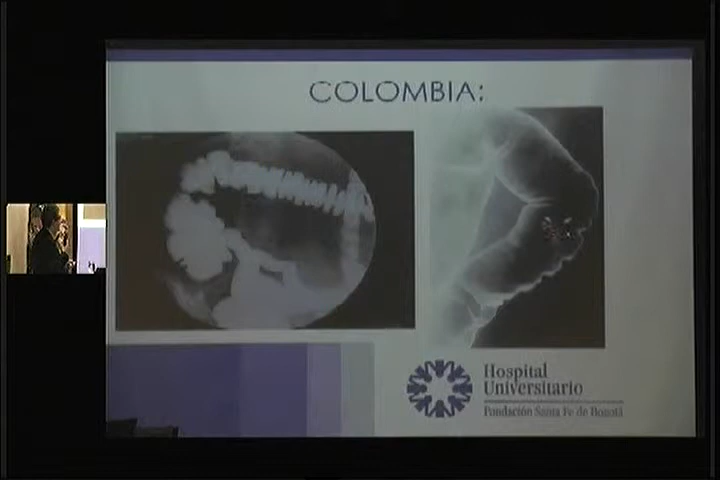 COLOMBIA:
Hospital
Universitario
Fundación Santa Fe de Bogotá